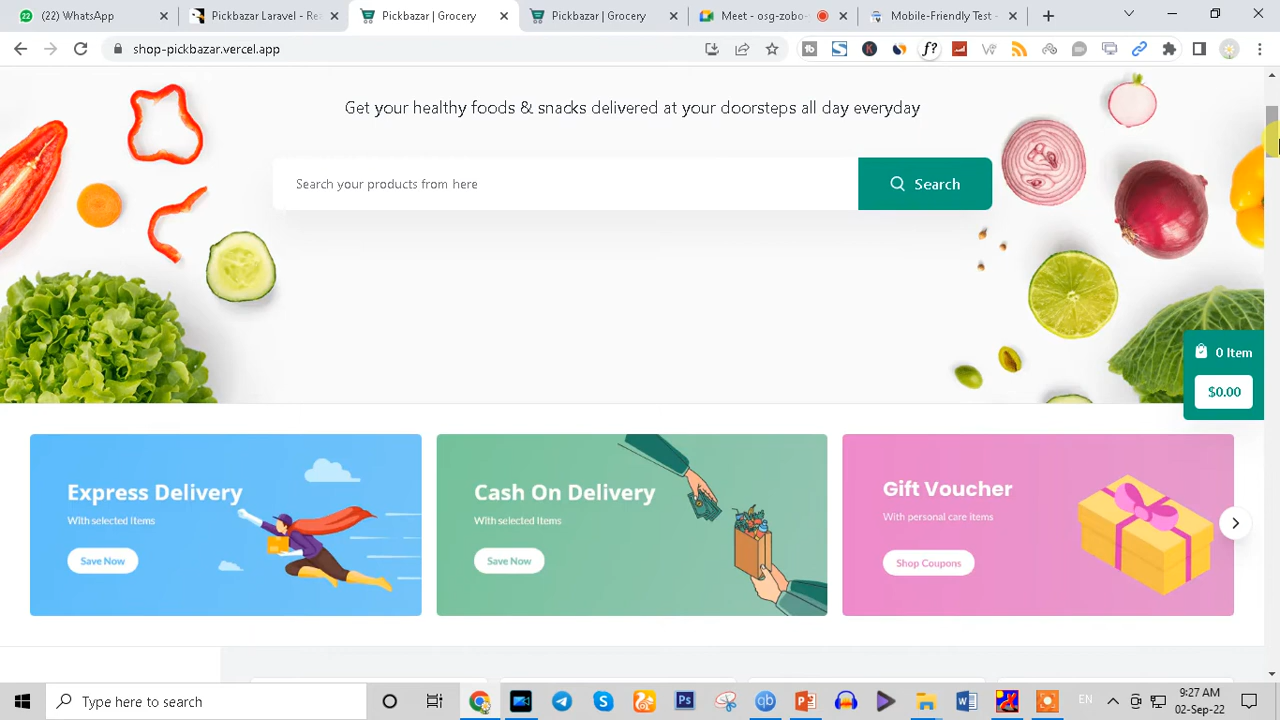 (22) WhatsApp
Pickbazar Laravel - Re
Pickbazar | Grocery
Pickbazar | Grocery
Meet - osg-zobo
Mobile-Friendly Test -
shop-pickbazar.vercel.app
Get your healthy foods & snacks delivered at your doorsteps all day everyday
Search your products from here
Search
0 Item
$0.00
Express Delivery
With selected Items
Save Now
Cash On Delivery
With selected Items
Save Now
Gift Voucher
With personal care items
Shop Coupons
Type here to search
EN
9:27 AM
02-Sep-22